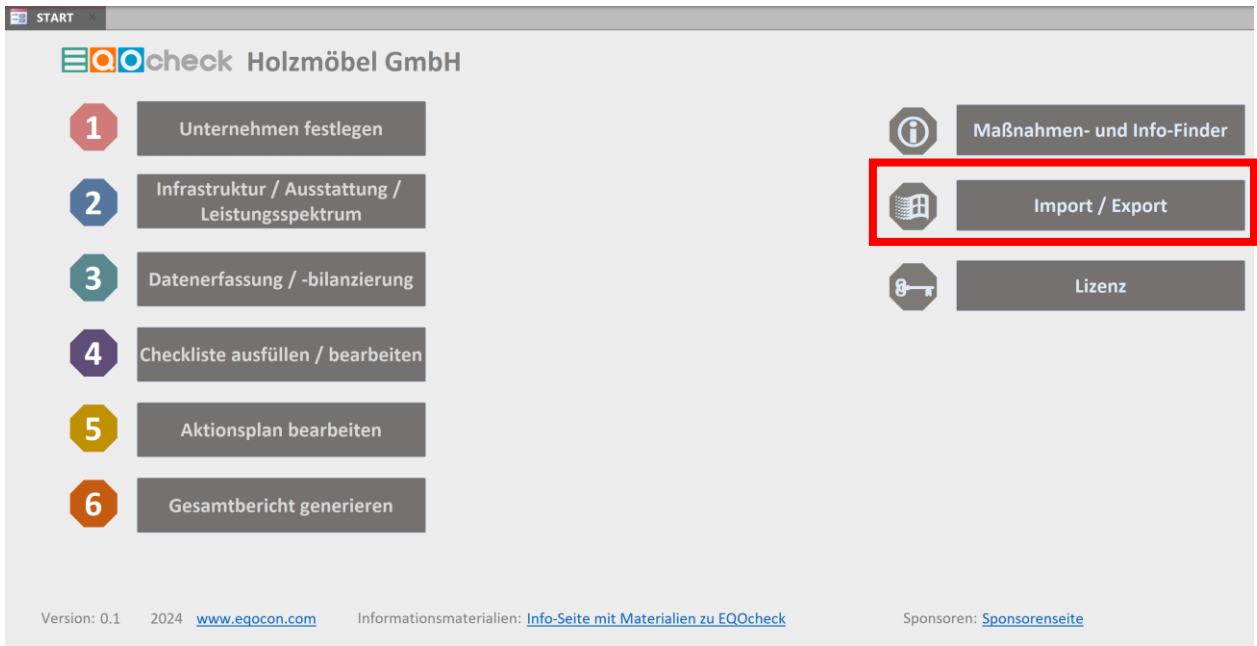 START
EQOcheck Holzmöbel GmbH
1 Unternehmen festlegen
2 Infrastruktur / Ausstattung /
Leistungsspektrum
3 Datenerfassung / -bilanzierung
4 Checkliste ausfüllen / bearbeiten
5 Aktionsplan bearbeiten
6 Gesamtbericht generieren
Maßnahmen- und Info-Finder
Import / Export
Lizenz
Version: 0.1 2024 www.eqocon.com Informationsmaterialien: Info-Seite mit Materialien zu EQOcheck Sponsoren: Sponsorenseite